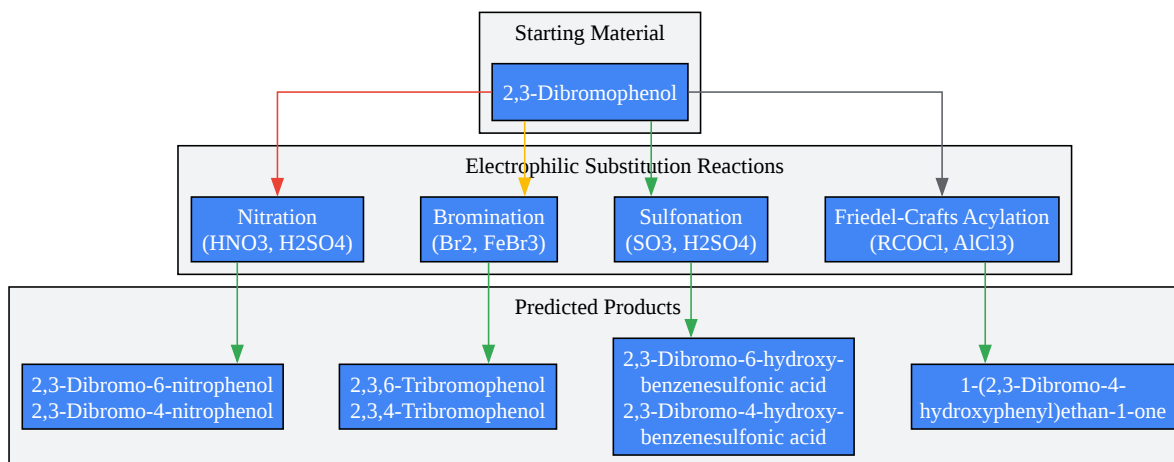 Starting Material
2,3-Dibromophenol
Electrophilic Substitution Reactions
Nitration
(HNO3, H2SO4)
Bromination
(Br2, FeBr3)
Sulfonation
(SO3, H2SO4)
Friedel-Crafts Acylation
(RCOCl, AlCl3)
Predicted Products
2,3-Dibromo-6-nitrophenol
2,3-Dibromo-4-nitrophenol
2,3,6-Tribromophenol
2,3,4-Tribromophenol
2,3-Dibromo-6-hydroxy-
benzenesulfonic acid
2,3-Dibromo-4-hydroxy-
benzenesulfonic acid
1-(2,3-Dibromo-4-
hydroxyphenyl)ethan-1-one